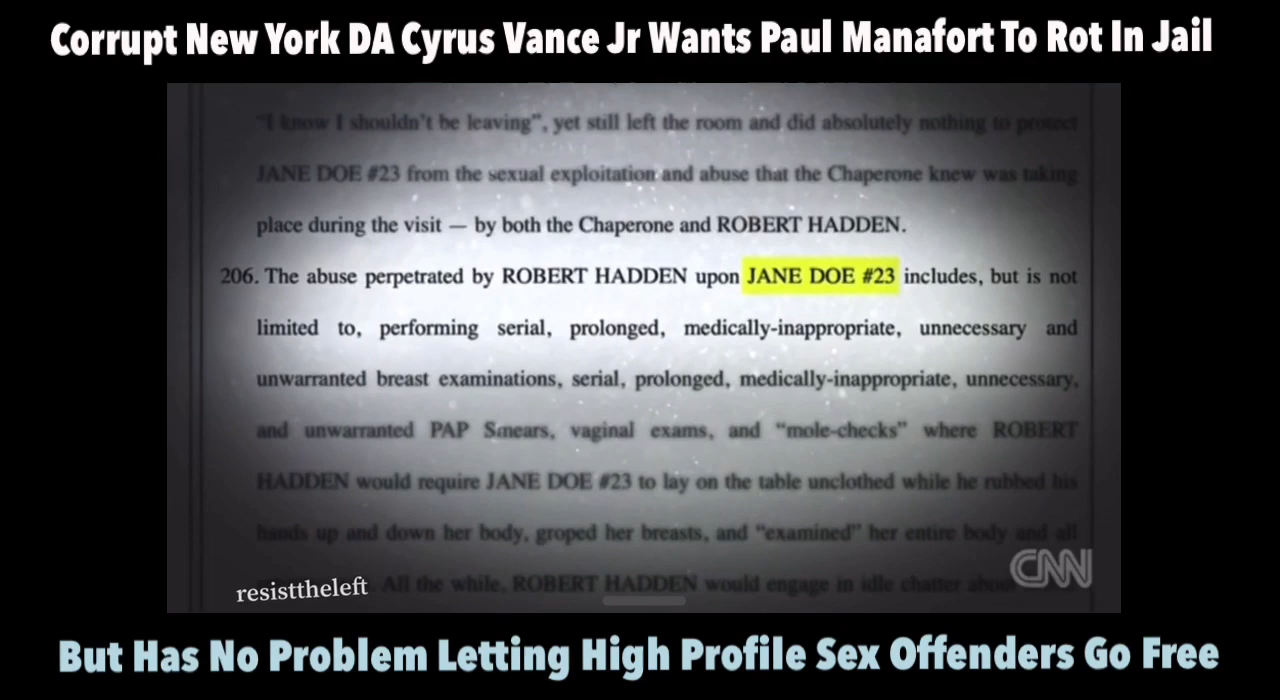 Corrupt New York DA Cyrus Vance Jr Wants Paul Manafort To Rot In Jail
"I know I shouldn't be leaving", yet still left the room and did absolutely nothing to protect
JANE DOE #23 from the sexual exploitation and abuse that the Chaperone knew was taking
place during the visit — by both the Chaperone and ROBERT HADDEN.
206. The abuse perpetrated by ROBERT HADDEN upon JANE DOE #23 includes, but is not
limited to, performing serial, prolonged, medically-inappropriate, unnecessary and
unwarranted breast examinations, serial, prolonged, medically-inappropriate, unnecessary,
and unwarranted PAP Smears, vaginal exams, and "mole-checks" where ROBERT
HADDEN would require JANE DOE #23 to lay on the table unclothed while he rubbed his
hands up and down her body, groped her breasts, and "examined" her entire body and all
All the while, ROBERT HADDEN would engage in idle chatter
CNN
resisttheleft
But Has No Problem Letting High Profile Sex Offenders Go Free